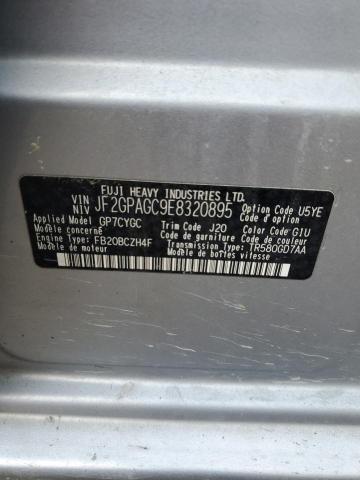 FUJI HEAVY INDUSTRIES LTD.
VIN NIV JF2GPAGC9E8320895 Option Code U5YE
Code d'option
Applied Model GP7CYGC Trim Code J20 Color Code G1U
Modèle concerné Code de garniture Code de couleur
Engine Type FB20BCZH4F Transmission Type TR580GD7AA
Modèle de moteur Modèle de boîtes vitesse